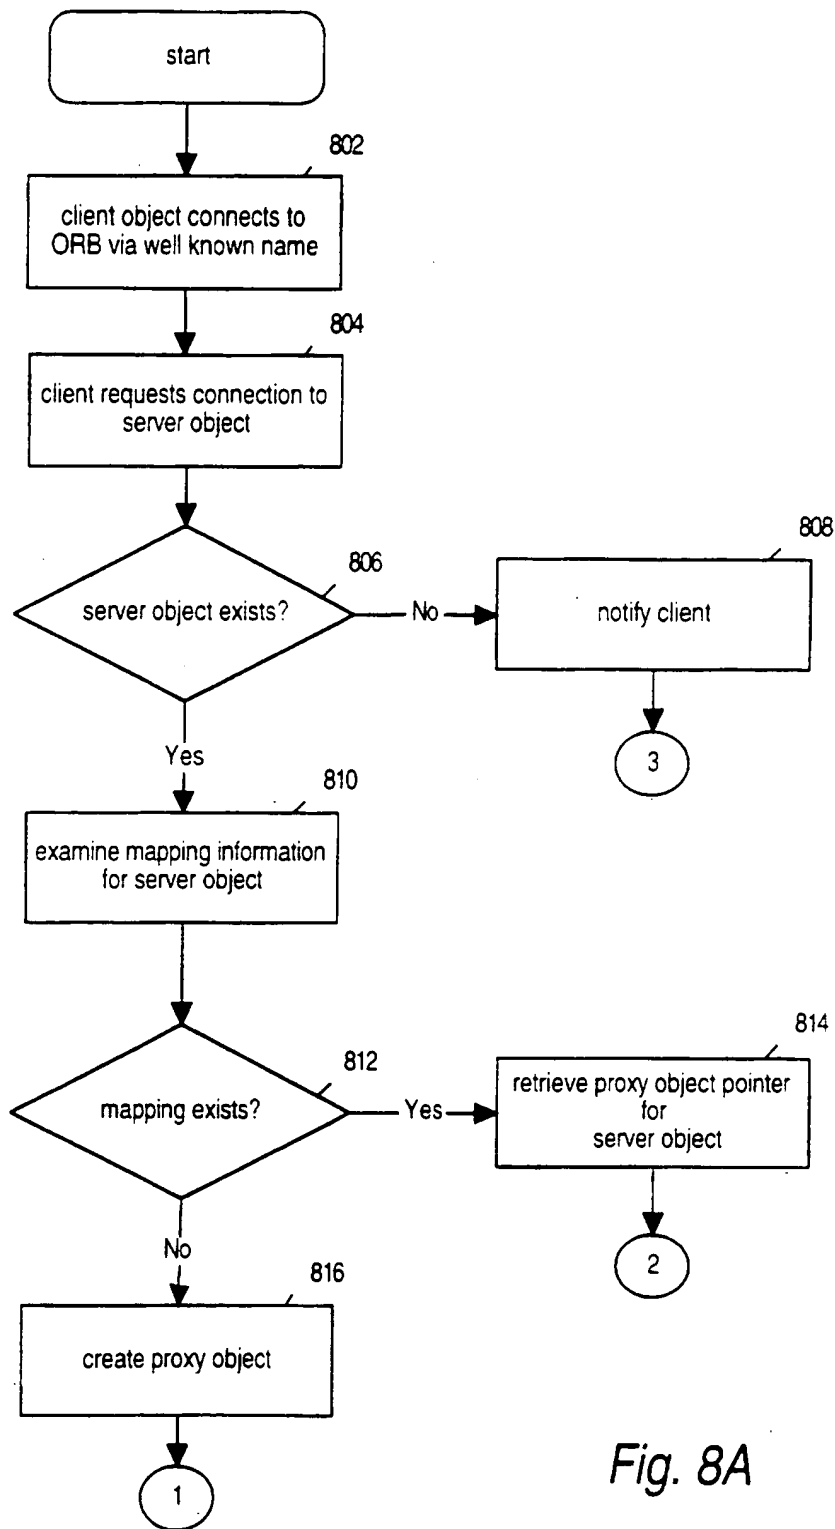 start
802
client object connects to
ORB via well known name
804
client requests connection to
server object
806
server object exists?
No
808
notify client
3
Yes
810
examine mapping information
for server object
812
mapping exists?
Yes
814
retrieve proxy object pointer
for
server object
2
No
816
create proxy object
1
Fig. 8A